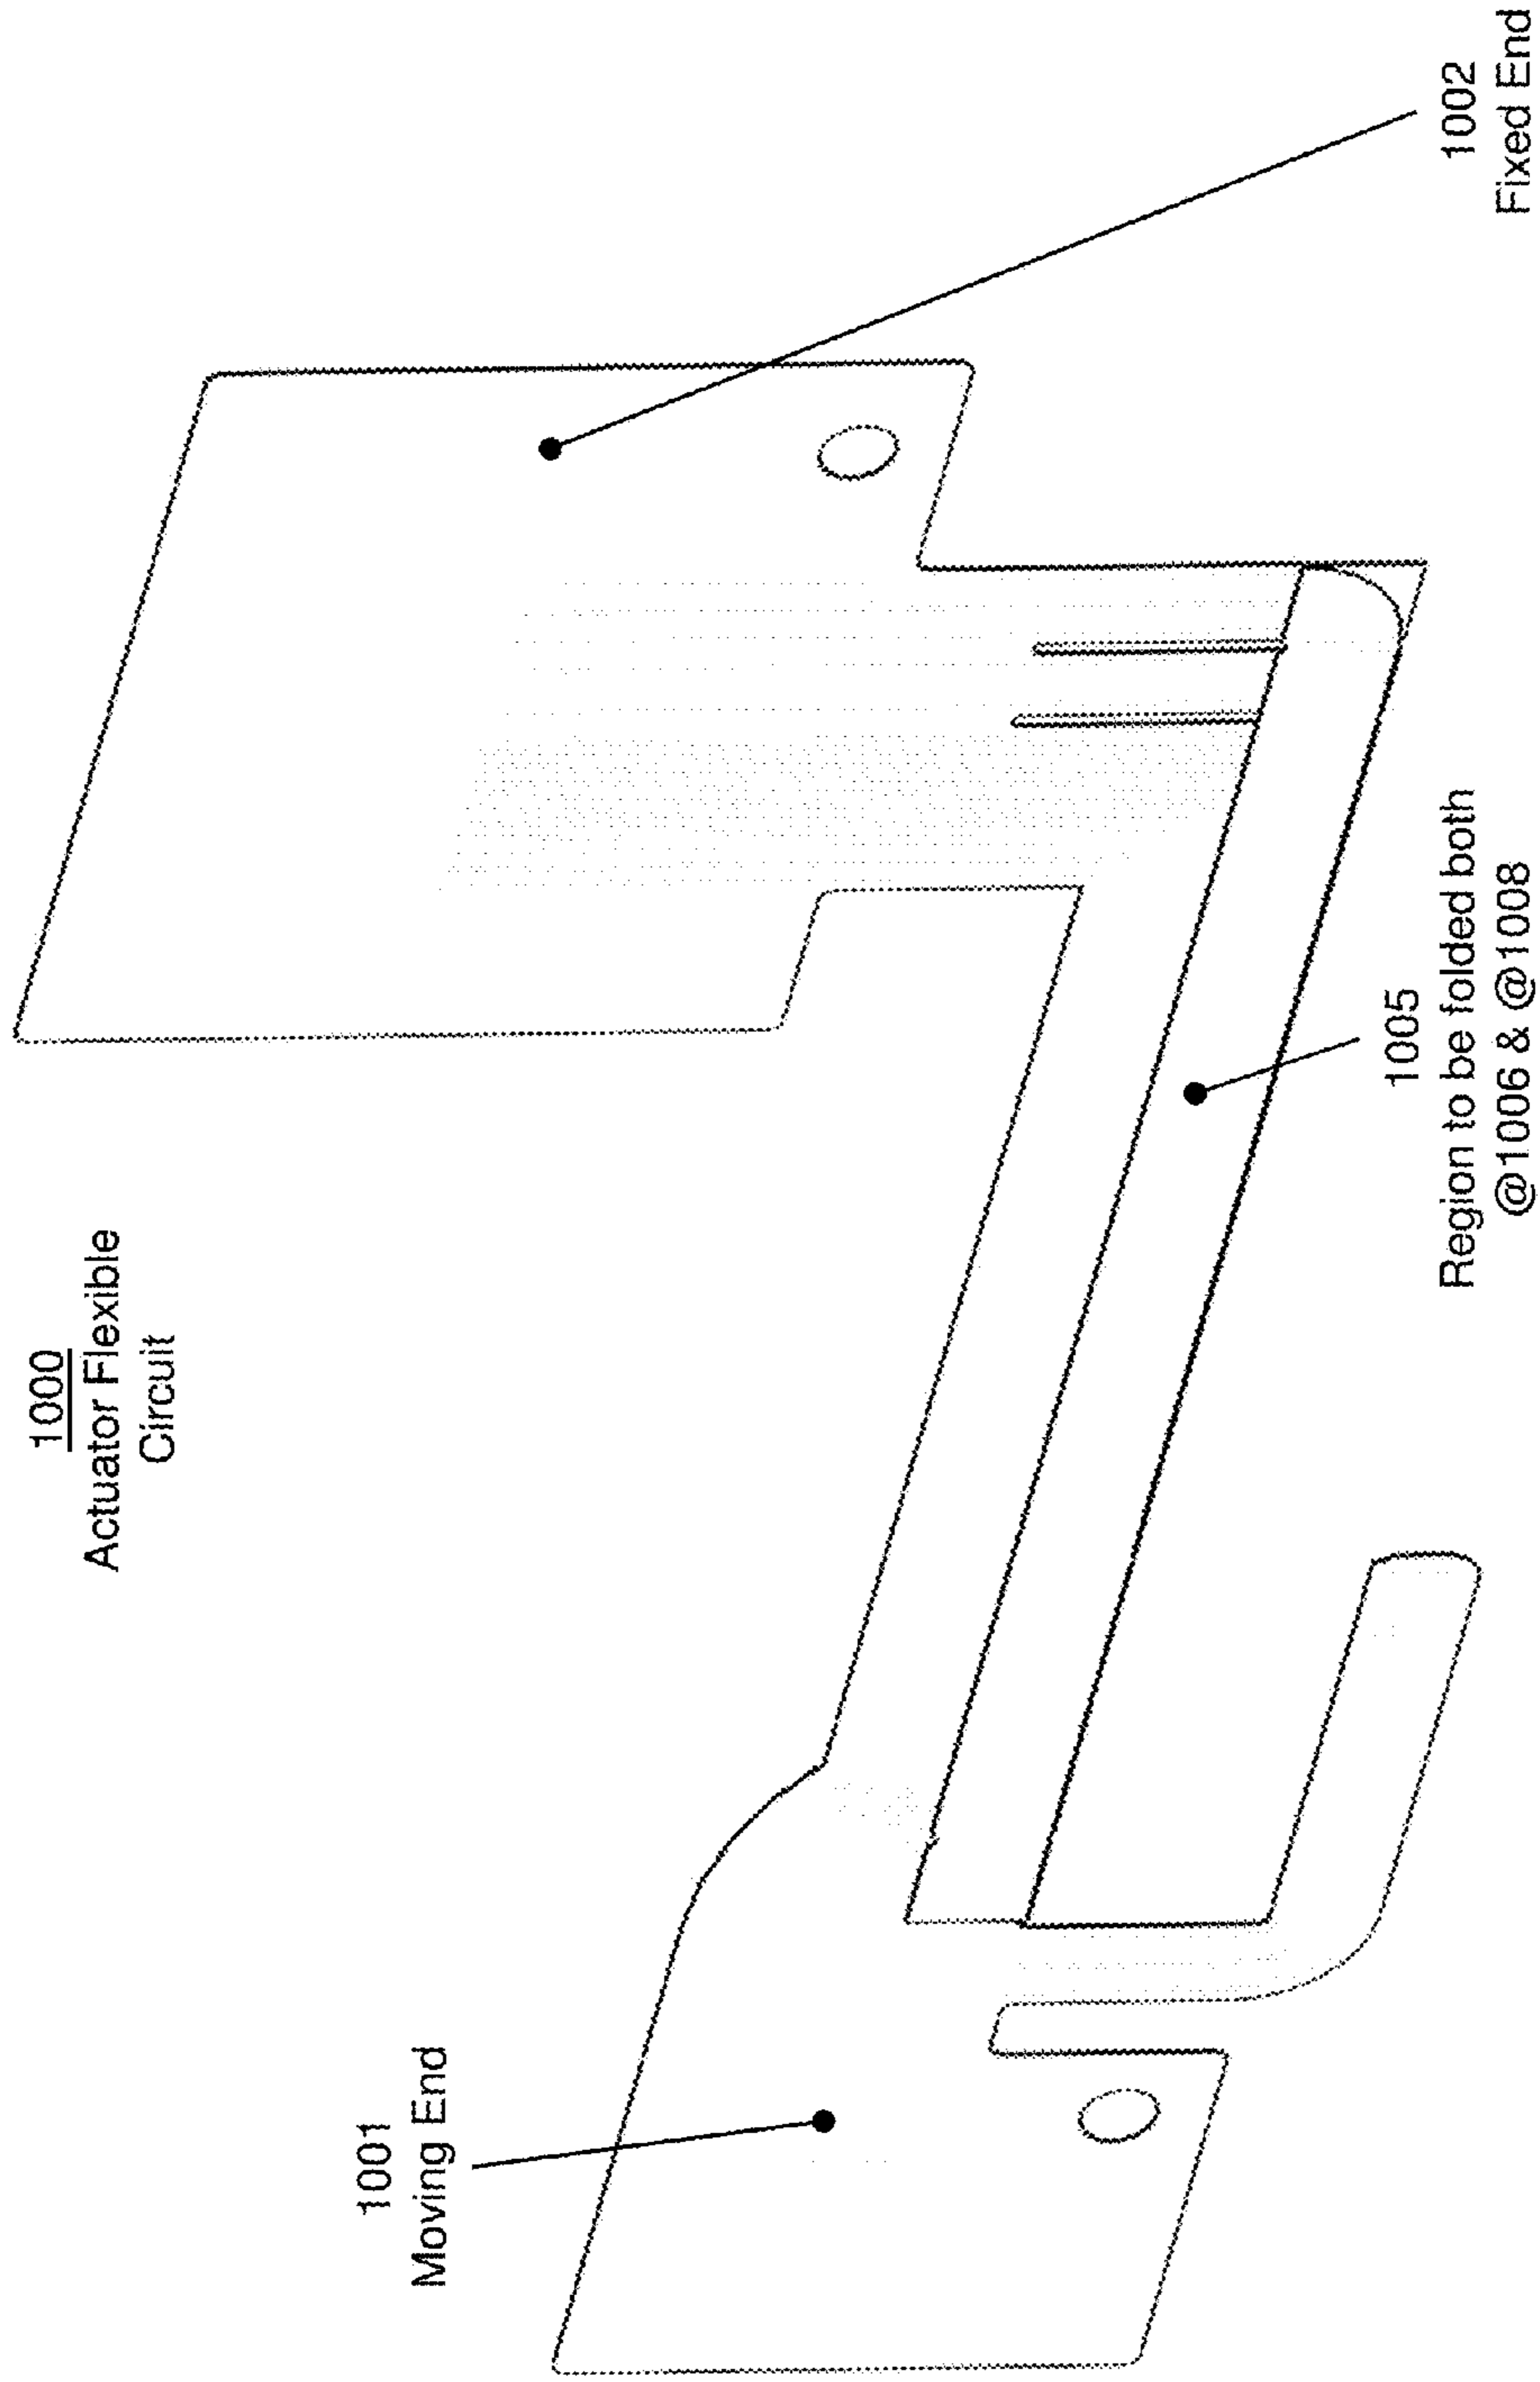 1000
Actuator Flexible
Circuit
1001
Moving End
1005
Region to be folded both
@1006 & @1008
1002
Fixed End